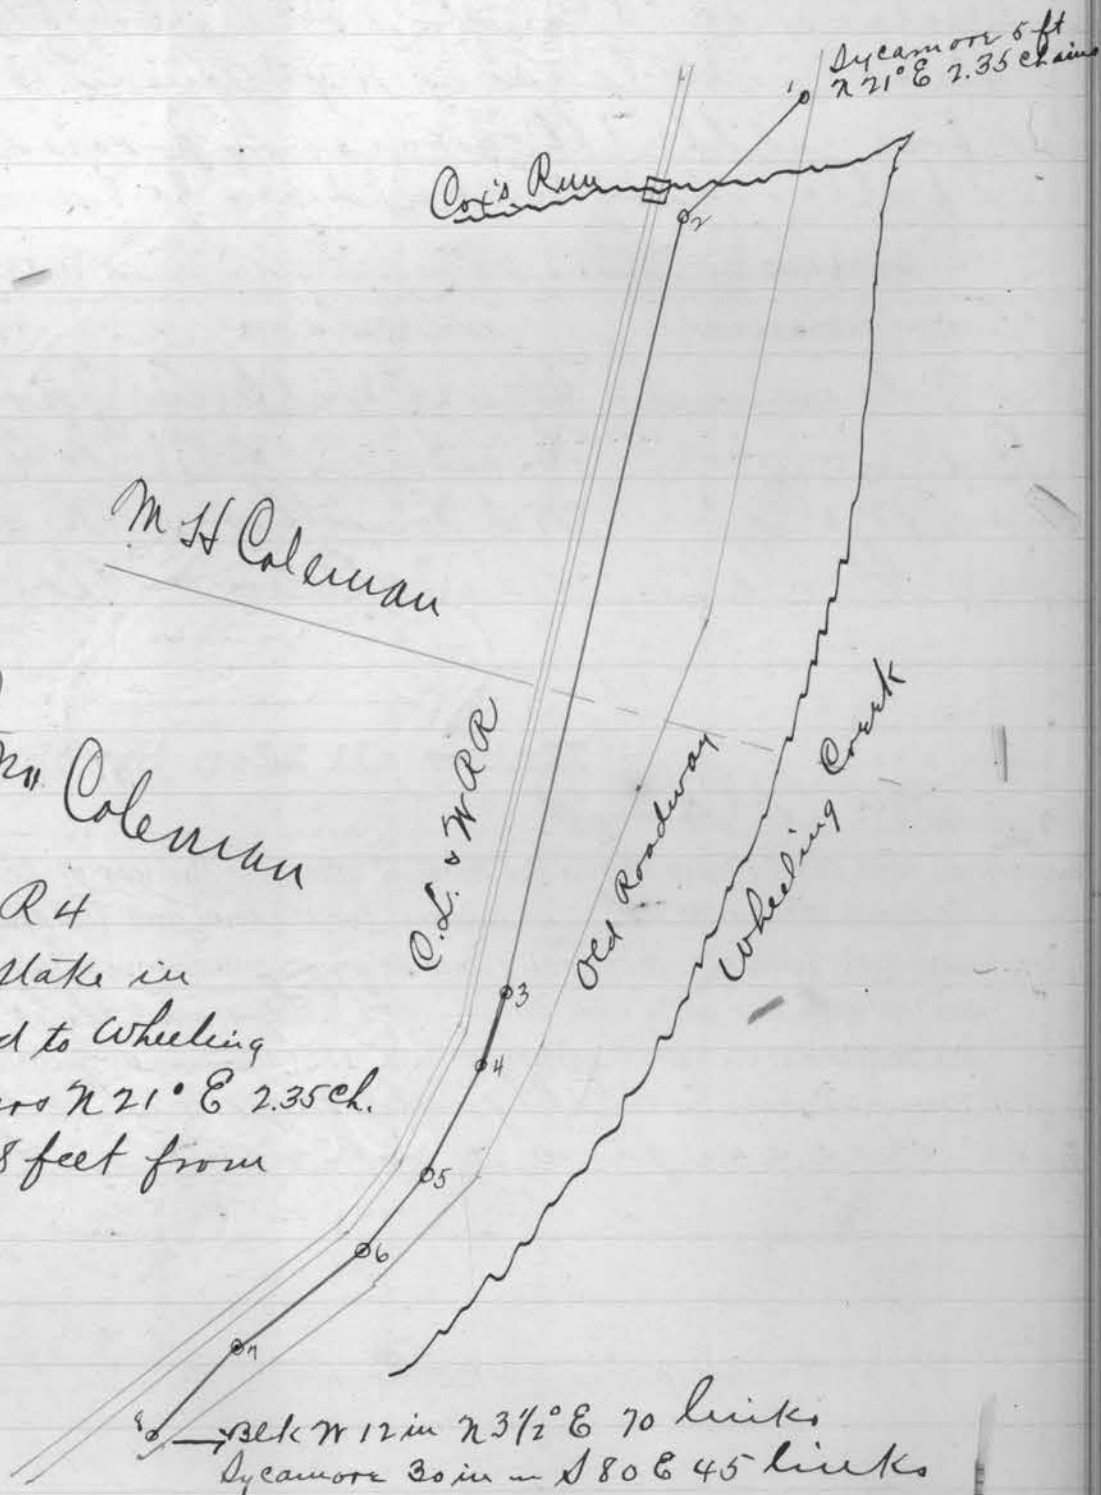 Sycamore 5 ft
N 21° E 2.35 Chains
1
Cox's Run
2
M H Coleman
C. L. & W R R
Old Roadway
Wheeling Creek
Coleman
R 4
stake in
d to Wheeling
N 21° E 2.35 Ch.
8 feet from
3
4
5
6
7
8
Blk W 12 in N 3½° E 70 links
Sycamore 30 in - S 80 E 45 links